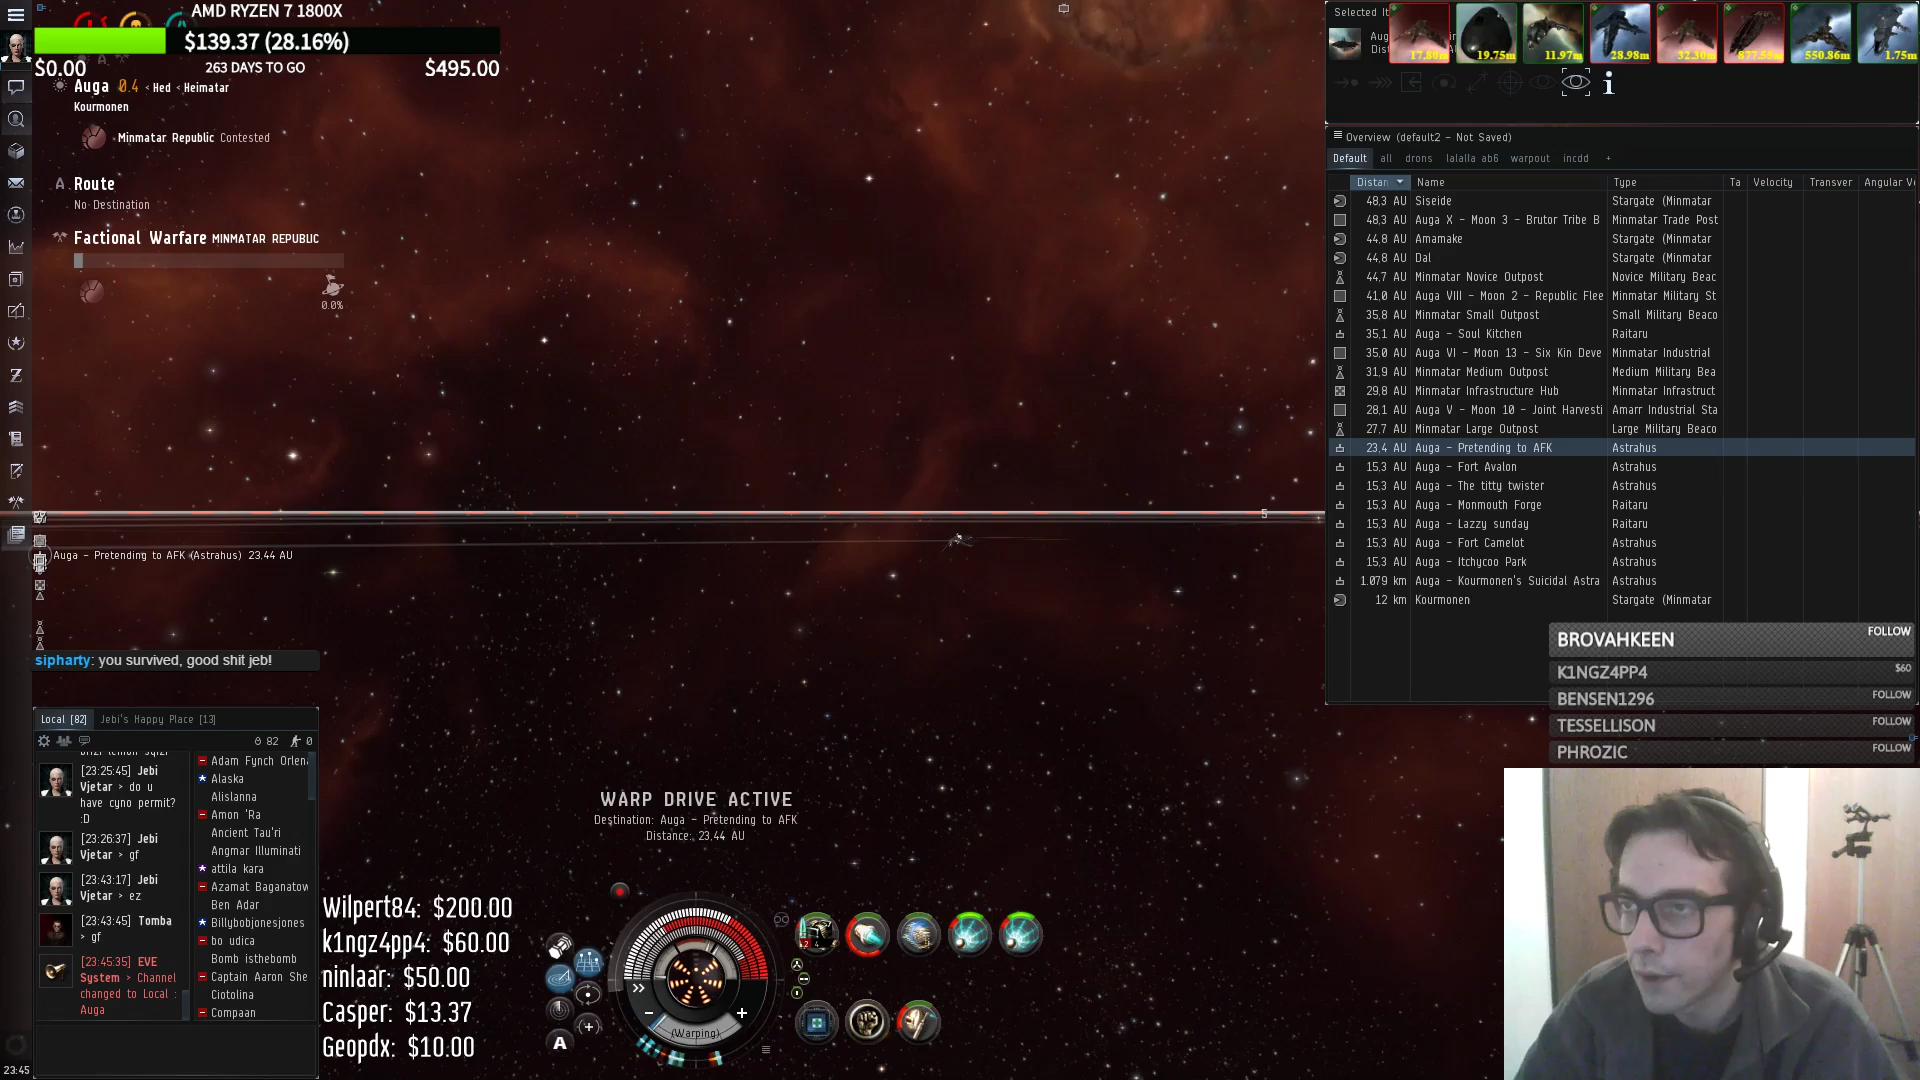 AMD RYZEN 7 1800X
$139.37 (28.16%)
$0.00
263 DAYS TO GO
$495.00
Auga 0.4 < Hed < Heimatar
Kourmonen
Minmatar Republic Contested
Route
No Destination
Factional Warfare MINMATAR REPUBLIC
0.0%
Auga - Pretending to AFK (Astrahus) 23.44 AU
5
sipharty: you survived, good shit jeb!
Local [82]
Jebi's Happy Place [13]
82
0
[23:25:45] Jebi
Vjetar > do u
have cyno permit?
:D
[23:26:37] Jebi
Vjetar > gf
[23:43:17] Jebi
Vjetar > ez
[23:43:45] Tomba
> gf
[23:45:35] EVE
System > Channel
changed to Local :
Auga
Adam Fynch Orlen
Alaska
Alislanna
Amon 'Ra
Ancient Tau'ri
Angmar Illuminati
attila kara
Azamat Baganatow
Ben Adar
Billybobjonesjones
bo udica
Bomb isthebomb
Captain Aaron She
Ciotolina
Compaan
23:45
WARP DRIVE ACTIVE
Destination: Auga - Pretending to AFK
Distance: 23,44 AU
Wilpert84: $200.00
k1ngz4pp4: $60.00
ninlaar: $50.00
Casper: $13.37
Geopdx: $10.00
(Warping)
A
Selected It
17.80m
19.75m
11.97m
28.98m
32.30m
877.55m
550.86m
1.75m
Overview (default2 - Not Saved)
Default all drons lalalla ab6 warpout incdd +
Distan Name Type Ta Velocity Transver Angular Ve
48,3 AU Siseide Stargate (Minmatar
48,3 AU Auga X - Moon 3 - Brutor Tribe B Minmatar Trade Post
44,8 AU Amamake Stargate (Minmatar
44,8 AU Dal Stargate (Minmatar
44,7 AU Minmatar Novice Outpost Novice Military Beac
41,0 AU Auga VIII - Moon 2 - Republic Flee Minmatar Military St
35,8 AU Minmatar Small Outpost Small Military Beaco
35,1 AU Auga - Soul Kitchen Raitaru
35,0 AU Auga VI - Moon 13 - Six Kin Deve Minmatar Industrial
31,9 AU Minmatar Medium Outpost Medium Military Bea
29,8 AU Minmatar Infrastructure Hub Minmatar Infrastruct
28,1 AU Auga V - Moon 10 - Joint Harvesti Amarr Industrial Sta
27,7 AU Minmatar Large Outpost Large Military Beaco
23,4 AU Auga - Pretending to AFK Astrahus
15,3 AU Auga - Fort Avalon Astrahus
15,3 AU Auga - The titty twister Astrahus
15,3 AU Auga - Monmouth Forge Raitaru
15,3 AU Auga - Lazzy sunday Raitaru
15,3 AU Auga - Fort Camelot Astrahus
15,3 AU Auga - Itchycoo Park Astrahus
1.079 km Auga - Kourmonen's Suicidal Astra Astrahus
12 km Kourmonen Stargate (Minmatar
BROVAHKEEN FOLLOW
K1NGZ4PP4 $60
BENSEN1296 FOLLOW
TESSELLISON FOLLOW
PHROZIC FOLLOW